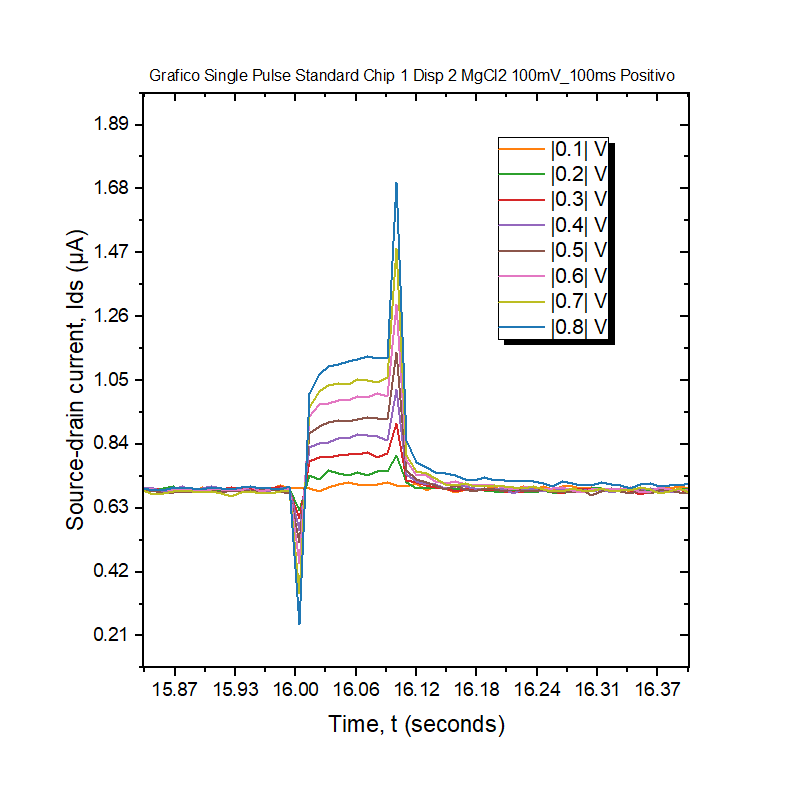 Grafico Single Pulse Standard Chip 1 Disp 2 MgCl2 100mV_100ms Positivo
1.89
1.68
1.47
1.26
1.05
0.84
0.63
0.42
0.21
Source-drain current, Ids (µA)
|0.1| V
|0.2| V
|0.3| V
|0.4| V
|0.5| V
|0.6| V
|0.7| V
|0.8| V
15.87 15.93 16.00 16.06 16.12 16.18 16.24 16.31 16.37
Time, t (seconds)